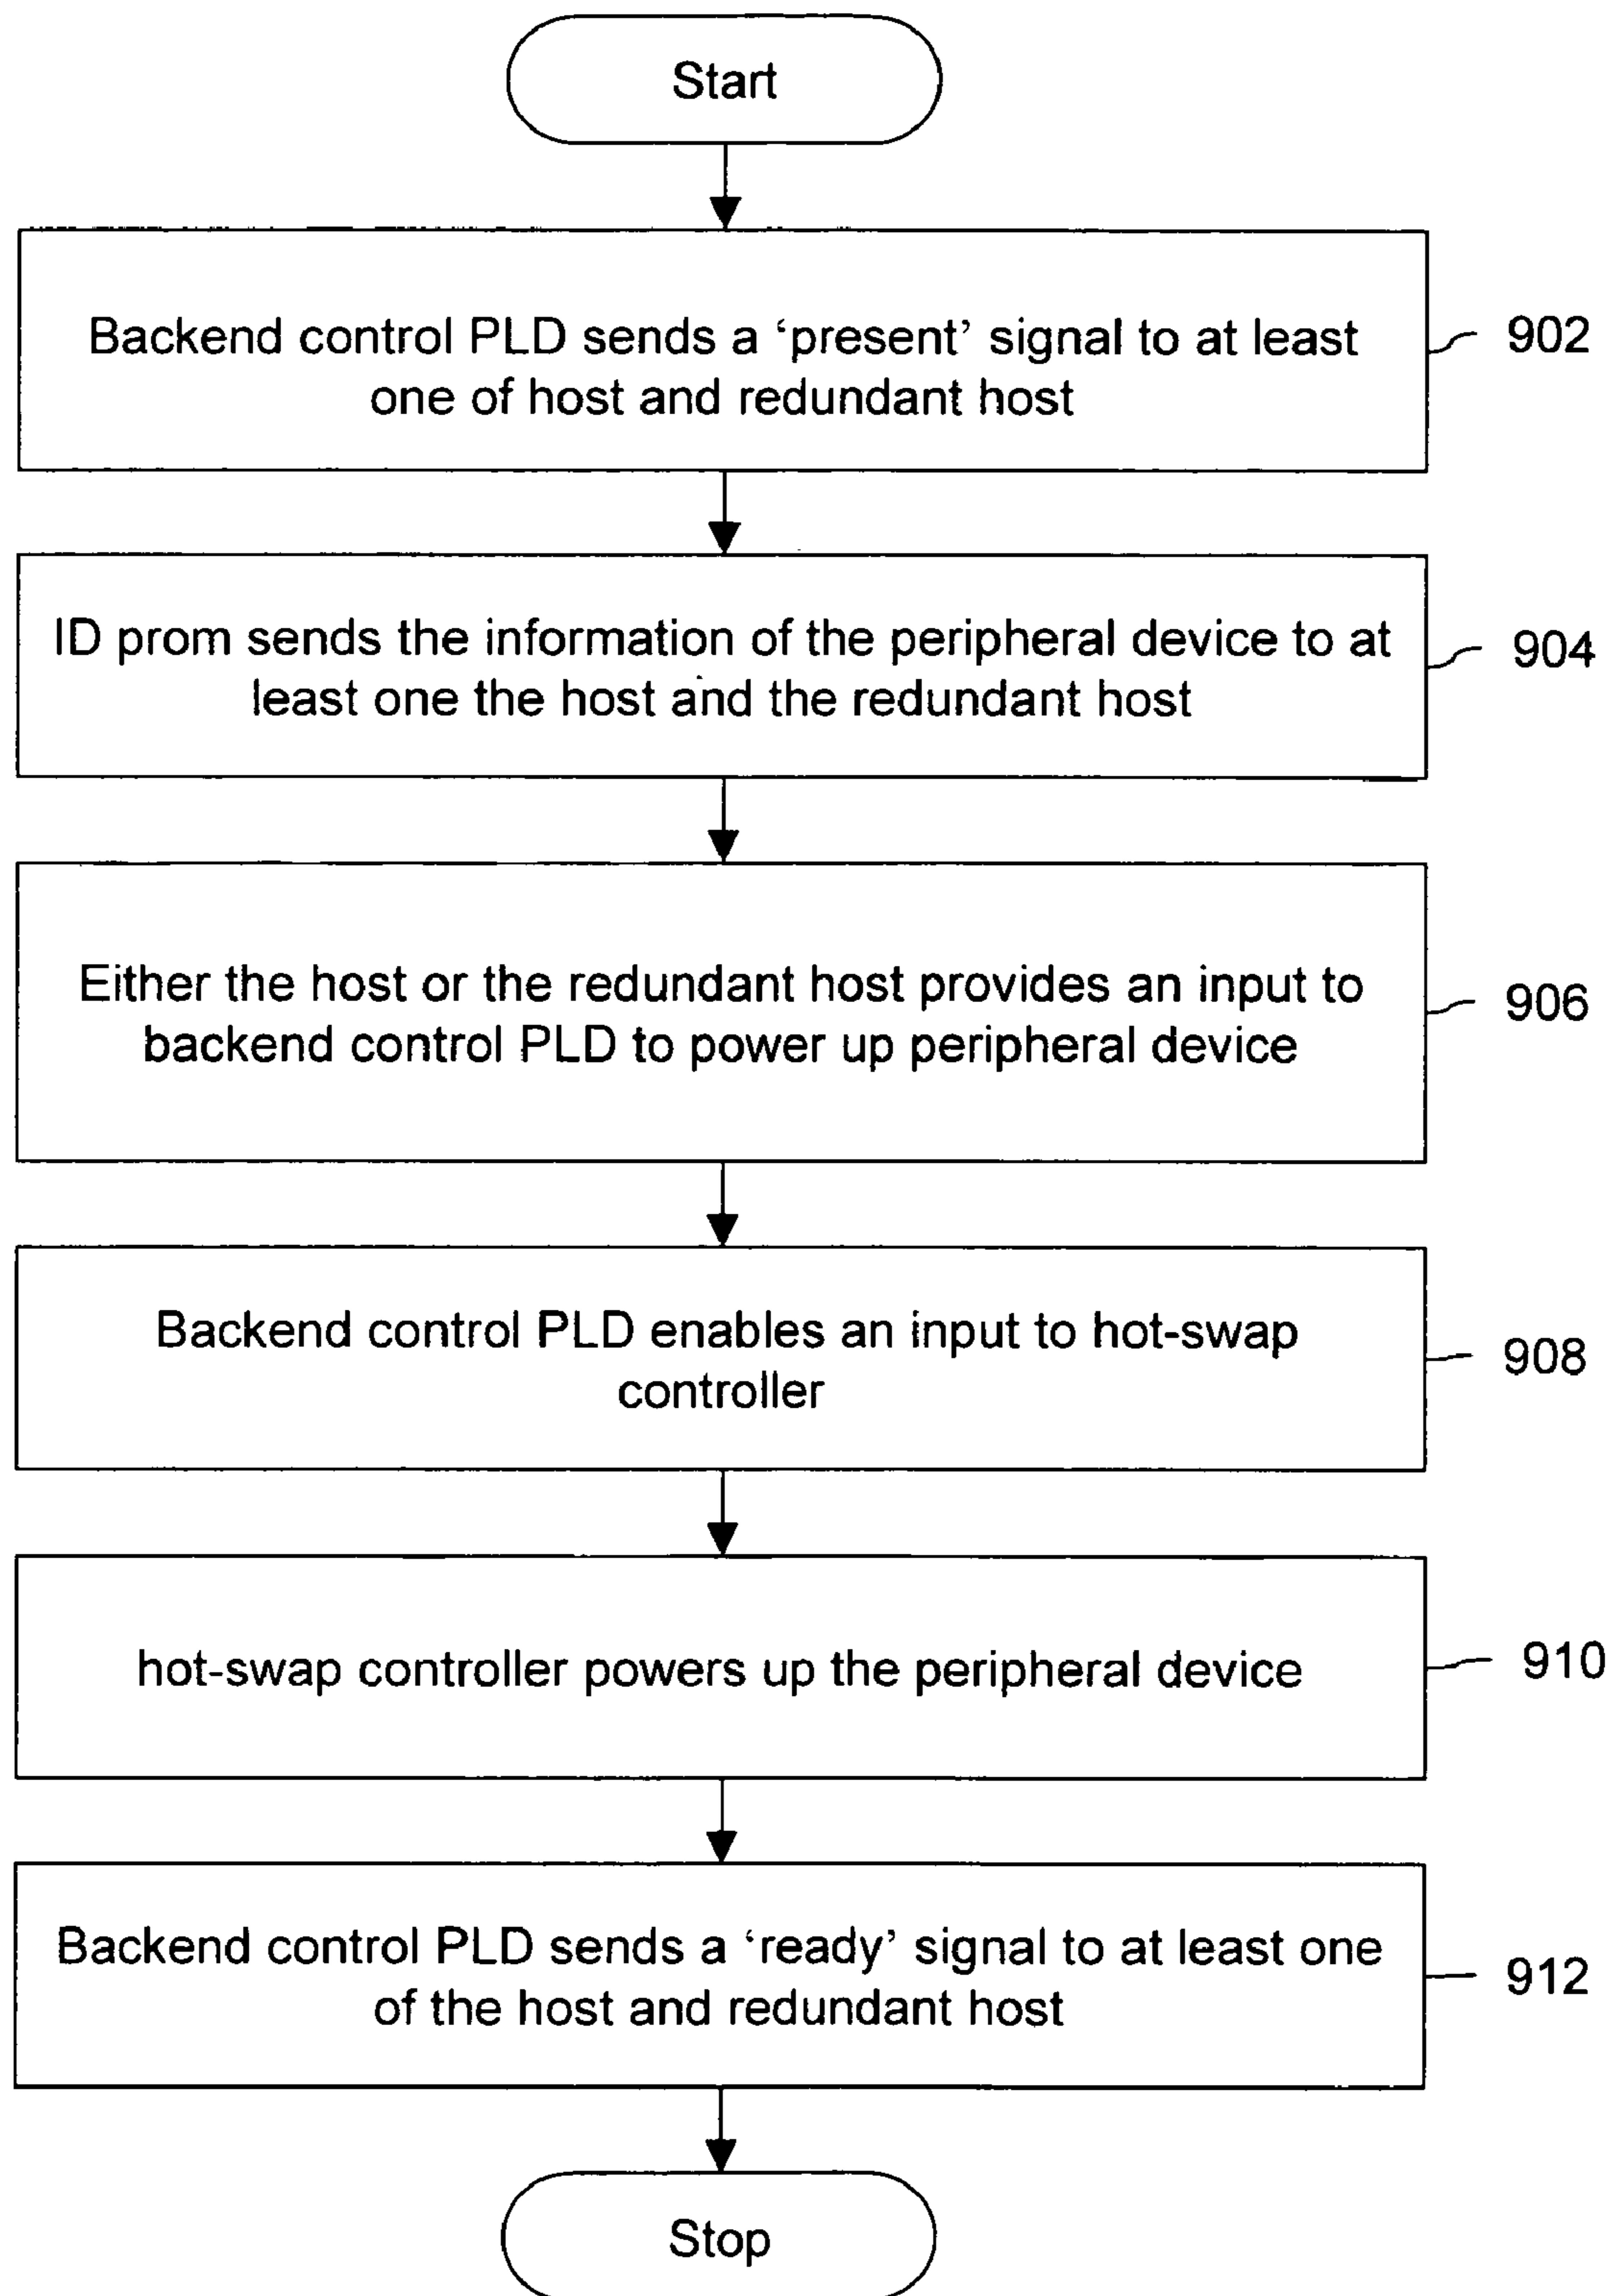 Start
Backend control PLD sends a ‘present’ signal to at least
one of host and redundant host
902
ID prom sends the information of the peripheral device to at
least one the host and the redundant host
904
Either the host or the redundant host provides an input to
backend control PLD to power up peripheral device
906
Backend control PLD enables an input to hot-swap
controller
908
hot-swap controller powers up the peripheral device
910
Backend control PLD sends a ‘ready’ signal to at least one
of the host and redundant host
912
Stop